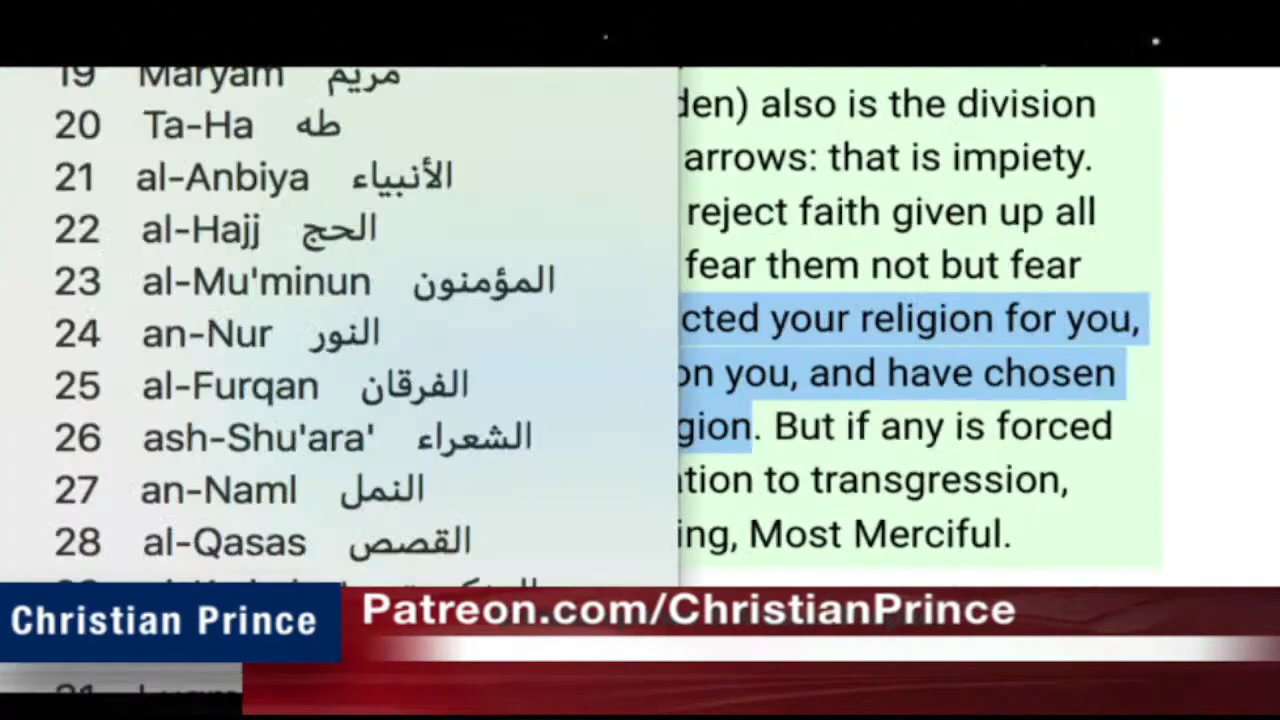 19 Maryam مريم
20 Ta-Ha طه
21 al-Anbiya الأنبياء
22 al-Hajj الحج
23 al-Mu'minun المؤمنون
24 an-Nur النور
25 al-Furqan الفرقان
26 ash-Shu'ara' الشعراء
27 an-Naml النمل
28 al-Qasas القصص
den) also is the division
arrows: that is impiety.
reject faith given up all
fear them not but fear
cted your religion for you,
on you, and have chosen
gion. But if any is forced
ation to transgression,
ing, Most Merciful.
Christian Prince
Patreon.com/ChristianPrince